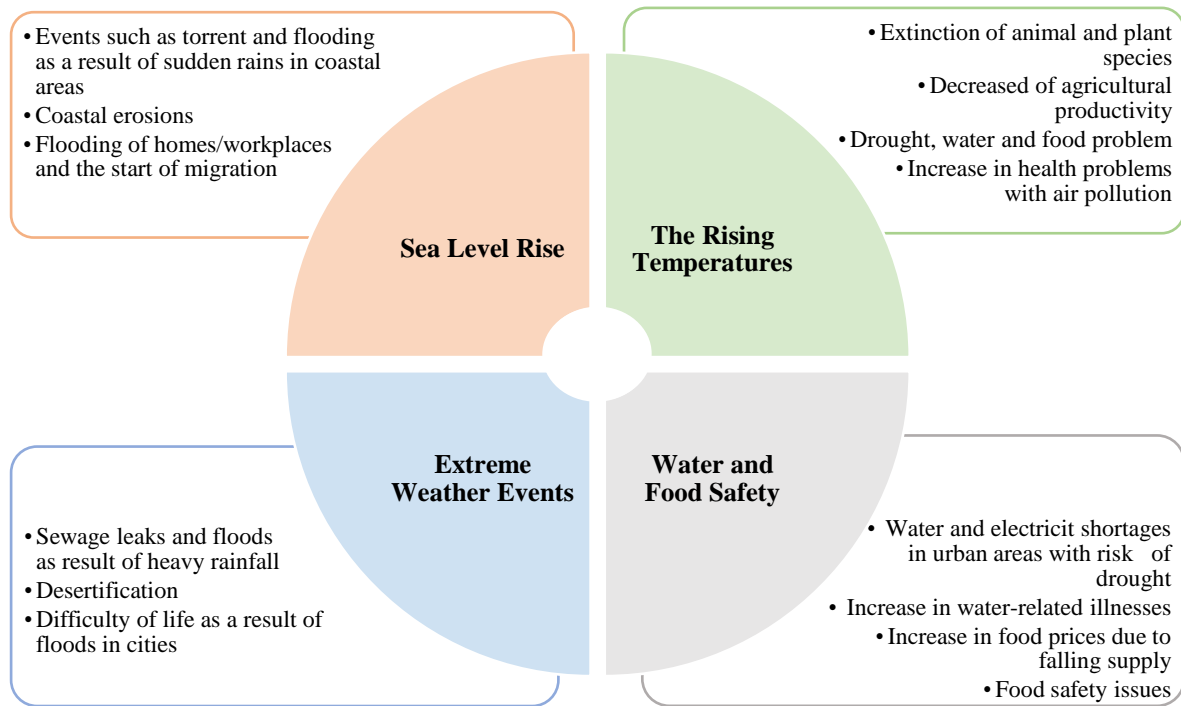 • Events such as torrent and flooding
as a result of sudden rains in coastal
areas
• Coastal erosions
• Flooding of homes/workplaces
and the start of migration
• Extinction of animal and plant
species
• Decreased of agricultural
productivity
• Drought, water and food problem
• Increase in health problems
with air pollution
Sea Level Rise
The Rising
Temperatures
Extreme
Weather Events
Water and
Food Safety
• Sewage leaks and floods
as result of heavy rainfall
• Desertification
• Difficulty of life as a result of
floods in cities
• Water and electricit shortages
in urban areas with risk of
drought
• Increase in water-related illnesses
• Increase in food prices due to
falling supply
• Food safety issues